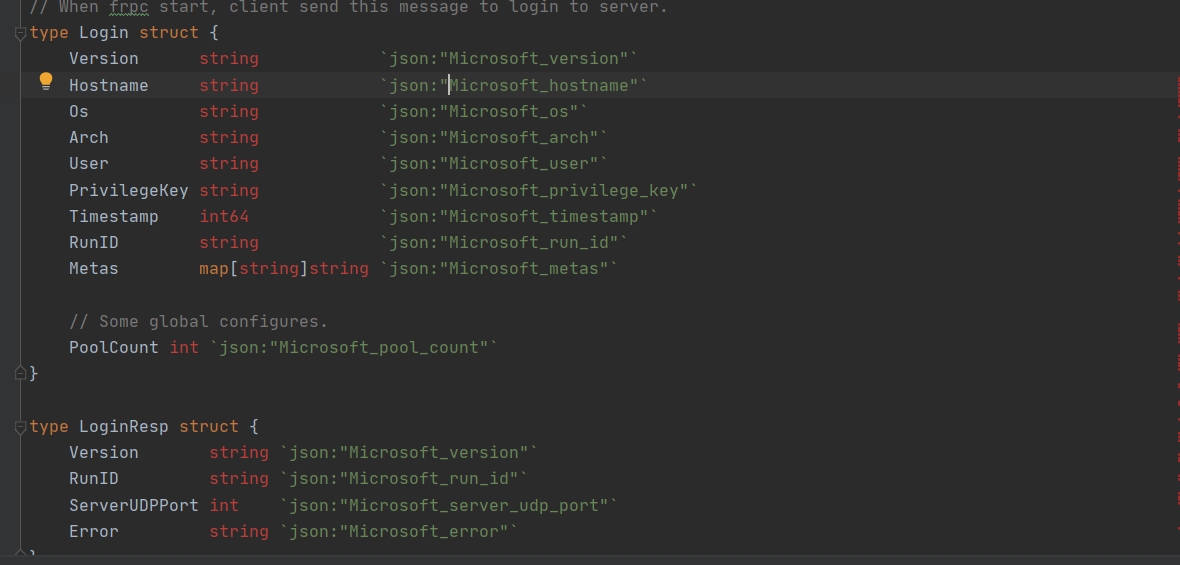 // When frpc start, client send this message to login to server.
type Login struct {
    Version      string            `json:"Microsoft_version"`
    Hostname     string            `json:"Microsoft_hostname"`
    Os           string            `json:"Microsoft_os"`
    Arch         string            `json:"Microsoft_arch"`
    User         string            `json:"Microsoft_user"`
    PrivilegeKey string            `json:"Microsoft_privilege_key"`
    Timestamp    int64             `json:"Microsoft_timestamp"`
    RunID        string            `json:"Microsoft_run_id"`
    Metas        map[string]string `json:"Microsoft_metas"`
    // Some global configures.
    PoolCount int `json:"Microsoft_pool_count"`
}
type LoginResp struct {
    Version       string `json:"Microsoft_version"`
    RunID         string `json:"Microsoft_run_id"`
    ServerUDPPort int    `json:"Microsoft_server_udp_port"`
    Error         string `json:"Microsoft_error"`
}